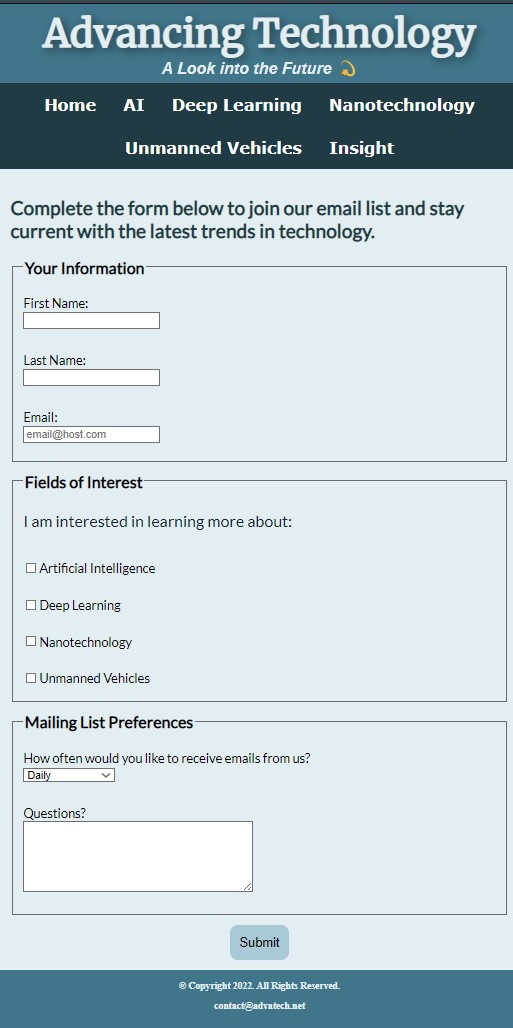 Advancing Technology
A Look into the Future
Home AI Deep Learning Nanotechnology
Unmanned Vehicles Insight
Complete the form below to join our email list and stay
current with the latest trends in technology.
Your Information
First Name:
Last Name:
Email:
email@host.com
Fields of Interest
I am interested in learning more about:
Artificial Intelligence
Deep Learning
Nanotechnology
Unmanned Vehicles
Mailing List Preferences
How often would you like to receive emails from us?
Daily
Questions?
Submit
© Copyright 2022. All Rights Reserved.
contact@advatech.net